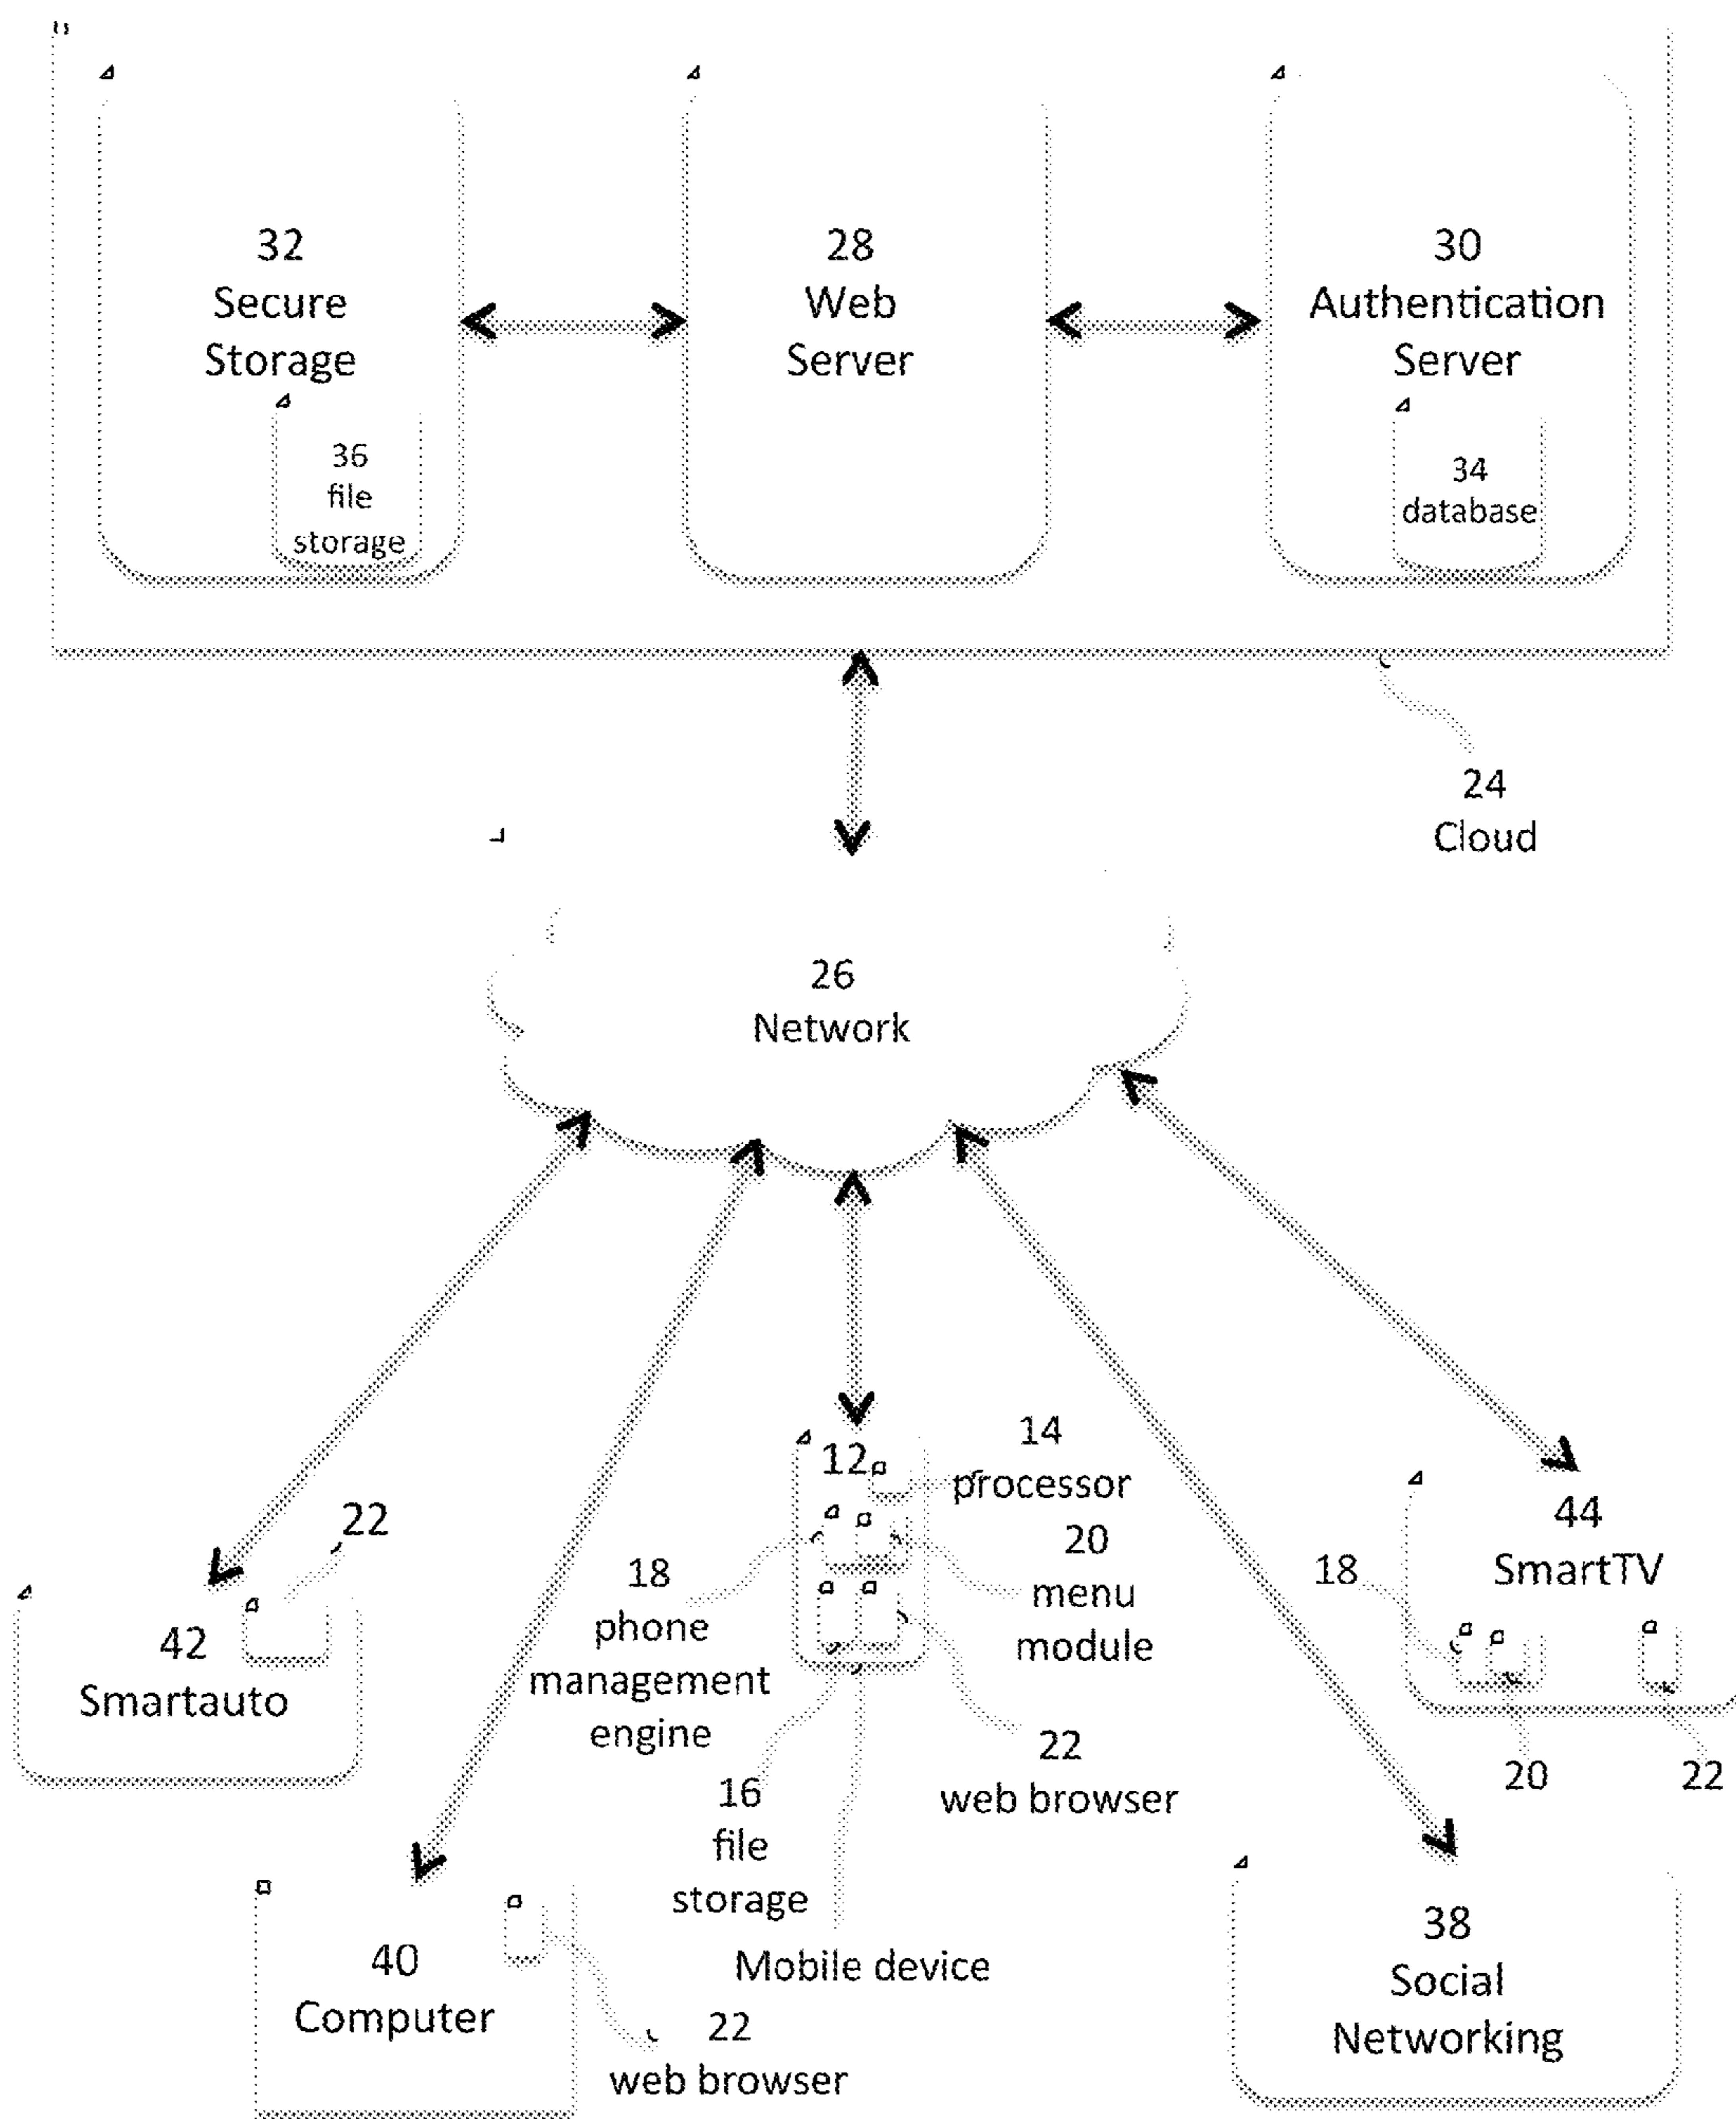 32
Secure
Storage
36
file
storage
28
Web
Server
30
Authentication
Server
34
database
24
Cloud
26
Network
12
14
processor
20
menu
module
18
phone
management
engine
22
web browser
16
file
storage
Mobile device
22
42
Smartauto
44
SmartTV
18
20
22
40
Computer
22
web browser
38
Social
Networking